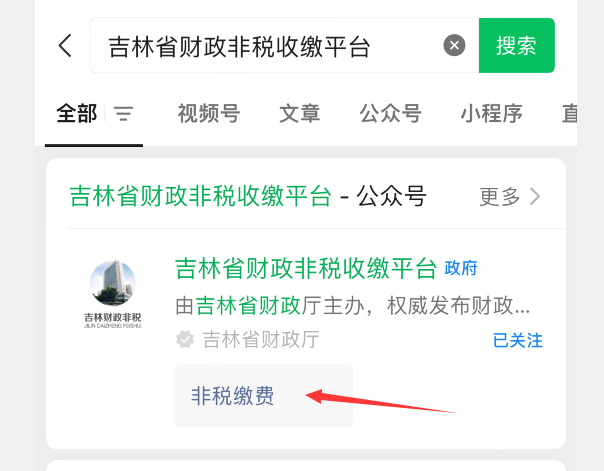 吉林省财政非税收缴平台
搜索
全部 视频号 文章 公众号 小程序 直
吉林省财政非税收缴平台 - 公众号 更多
吉林省财政非税收缴平台 政府
由吉林省财政厅主办，权威发布财政...
吉林财政非税
JILIN CAIZHENG FEISHUI
吉林省财政厅 已关注
非税缴费